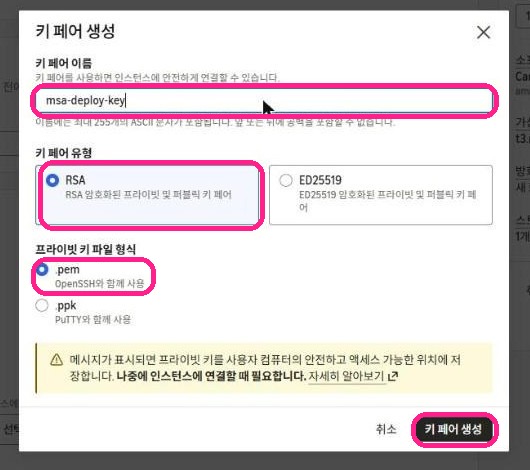 키 페어 생성
키 페어 이름
키 페어를 사용하면 인스턴스에 안전하게 연결할 수 있습니다.
msa-deploy-key
이름에는 최대 255개의 ASCII 문자가 포함됩니다. 앞 또는 뒤에 공백을 포함할 수 없습니다.
키 페어 유형
RSA
RSA 암호화된 프라이빗 및 퍼블릭 키 페어
ED25519
ED25519 암호화된 프라이빗 및 퍼블릭 키 페
어
프라이빗 키 파일 형식
.pem
OpenSSH와 함께 사용
.ppk
PuTTY와 함께 사용
메시지가 표시되면 프라이빗 키를 사용자 컴퓨터의 안전하고 액세스 가능한 위치에 저
장합니다. 나중에 인스턴스에 연결할 때 필요합니다. 자세히 알아보기
취소
키 페어 생성